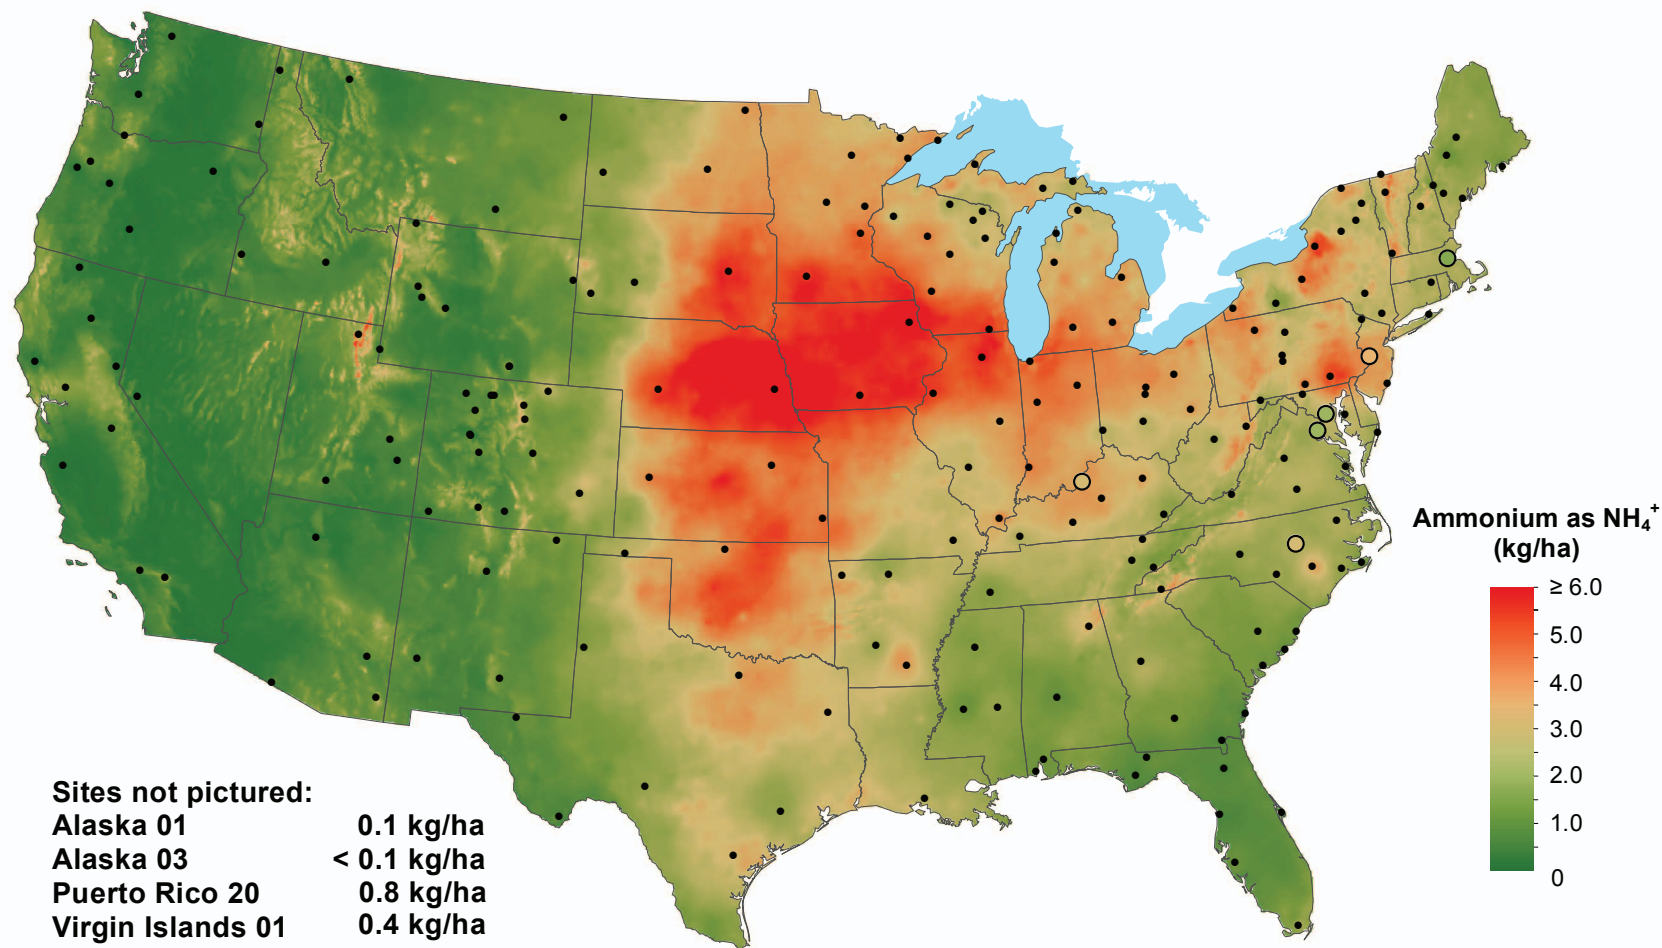 Ammonium as NH₄⁺
(kg/ha)
≥ 6.0
5.0
4.0
3.0
2.0
1.0
0
Sites not pictured:
Alaska 01 0.1 kg/ha
Alaska 03 < 0.1 kg/ha
Puerto Rico 20 0.8 kg/ha
Virgin Islands 01 0.4 kg/ha